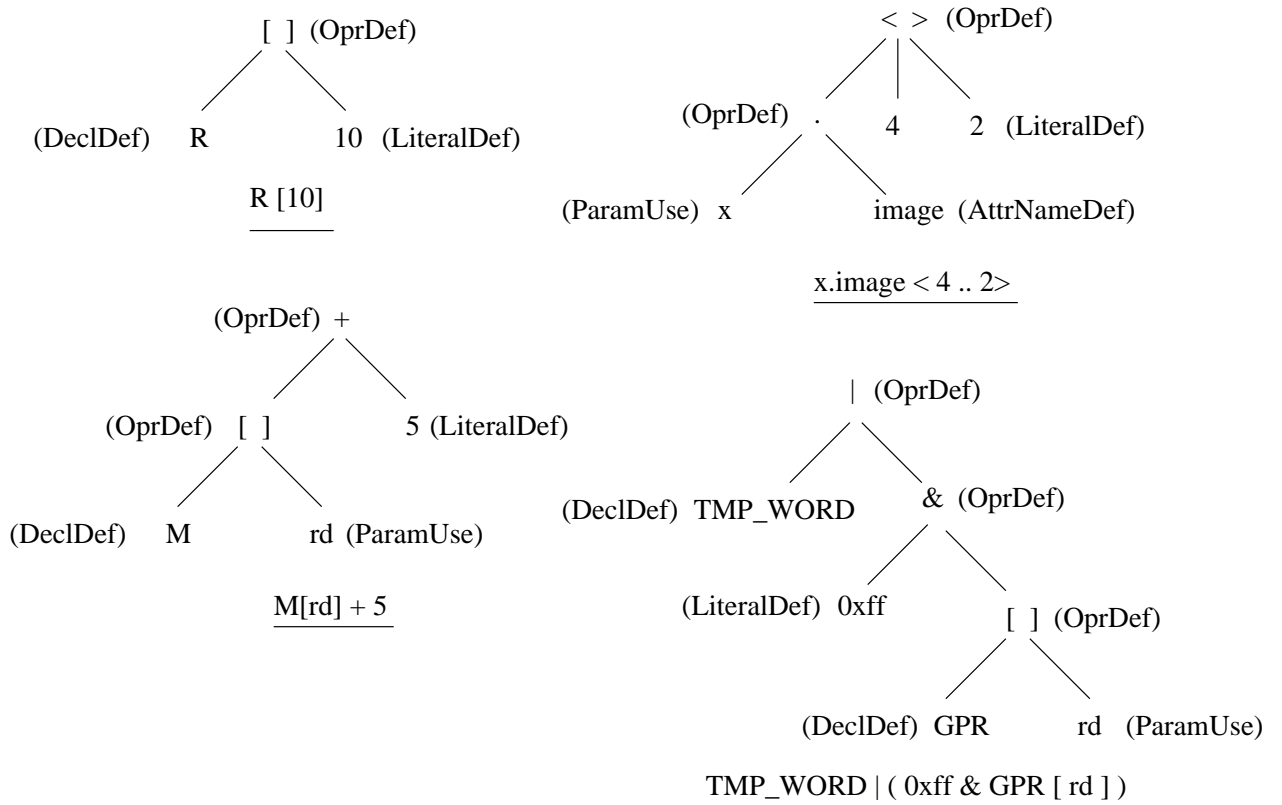 [ ] (OprDef)
(DeclDef) R 10 (LiteralDef)
R [10]
< > (OprDef)
(OprDef) . 4 2 (LiteralDef)
(ParamUse) x image (AttrNameDef)
x.image < 4 .. 2>
(OprDef) +
(OprDef) [ ] 5 (LiteralDef)
(DeclDef) M rd (ParamUse)
M[rd] + 5
| (OprDef)
(DeclDef) TMP_WORD & (OprDef)
(LiteralDef) 0xff [ ] (OprDef)
(DeclDef) GPR rd (ParamUse)
TMP_WORD | ( 0xff & GPR [ rd ] )